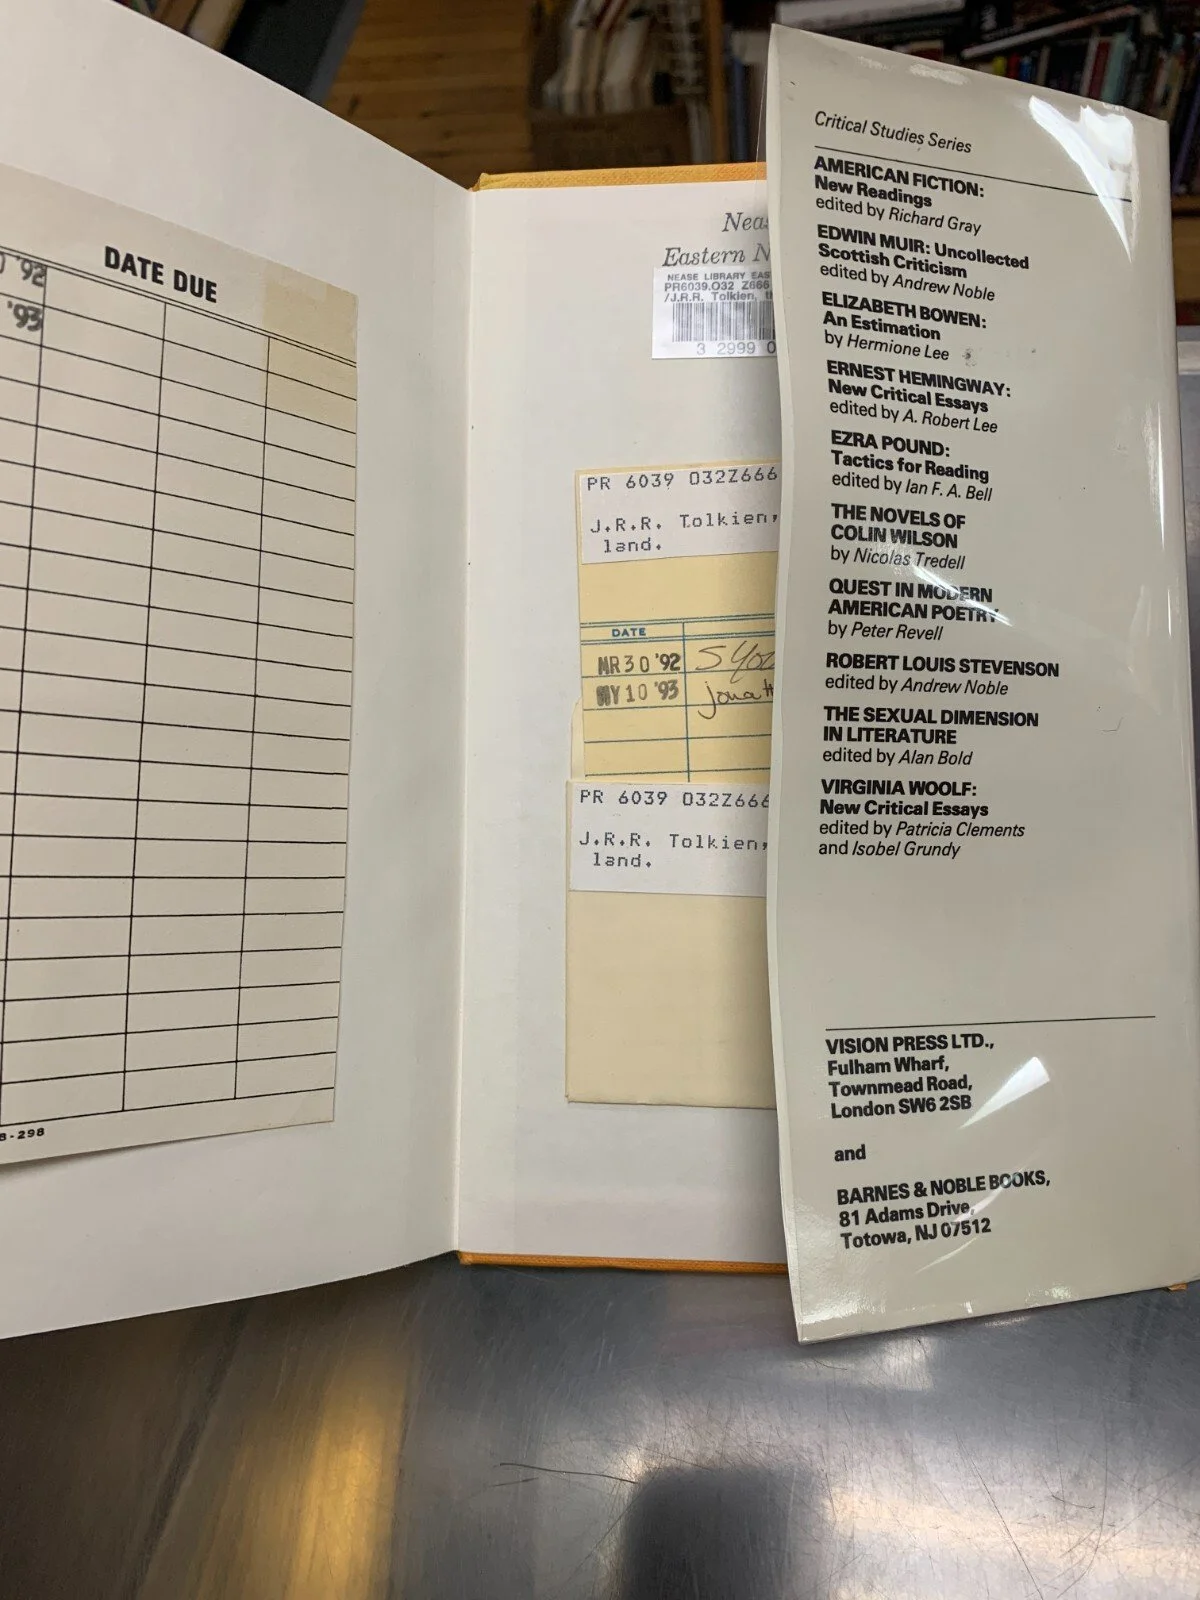 '92
'93
DATE DUE
-298
Eastern N
NEASE LIBRARY EAS
PR6039.O32 Z666
/J.R.R. Tolkien, th
3 2999 0
PR 6039 O32Z666
J.R.R. Tolkien,
land.
DATE
MR 30 '92
MY 10 '93
PR 6039 O32Z666
J.R.R. Tolkien,
land.
Critical Studies Series
AMERICAN FICTION:
New Readings
edited by Richard Gray
EDWIN MUIR: Uncollected
Scottish Criticism
edited by Andrew Noble
ELIZABETH BOWEN:
An Estimation
by Hermione Lee
ERNEST HEMINGWAY:
New Critical Essays
edited by A. Robert Lee
EZRA POUND:
Tactics for Reading
edited by Ian F. A. Bell
THE NOVELS OF
COLIN WILSON
by Nicolas Tredell
QUEST IN MODERN
AMERICAN POETRY
by Peter Revell
ROBERT LOUIS STEVENSON
edited by Andrew Noble
THE SEXUAL DIMENSION
IN LITERATURE
edited by Alan Bold
VIRGINIA WOOLF:
New Critical Essays
edited by Patricia Clements
and Isobel Grundy
VISION PRESS LTD.,
Fulham Wharf,
Townmead Road,
London SW6 2SB
and
BARNES & NOBLE BOOKS,
81 Adams Drive,
Totowa, NJ 07512